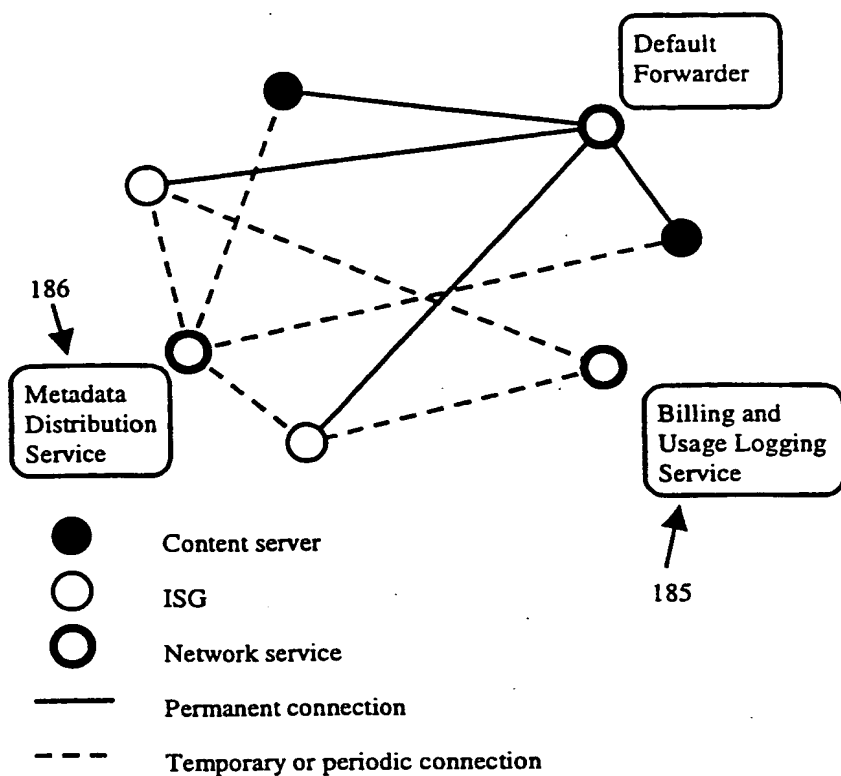 Default
Forwarder
186
Metadada
Distribution
Service
Billing and
Usage Logging
Service
185
Content server
ISG
Network service
Permanent connection
Temporary or periodic connection